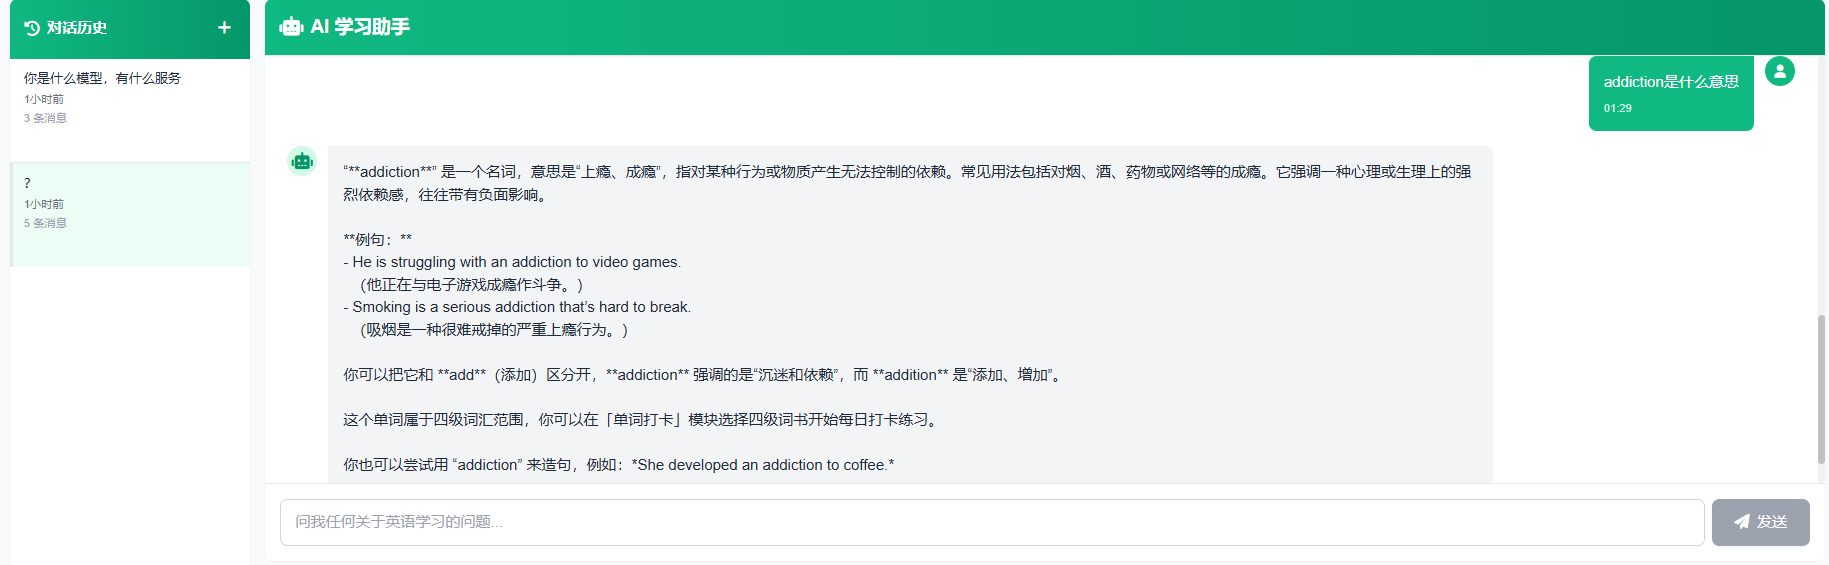 对话历史
+
你是什么模型，有什么服务
1小时前
3 条消息
?
1小时前
5 条消息
AI 学习助手
addiction是什么意思
01:29
“**addiction**” 是一个名词，意思是“上瘾、成瘾”，指对某种行为或物质产生无法控制的依赖。常见用法包括对烟、酒、药物或网络等的成瘾。它强调一种心理或生理上的强
烈依赖感，往往带有负面影响。
**例句：**
- He is struggling with an addiction to video games.
（他正在与电子游戏成瘾作斗争。）
- Smoking is a serious addiction that’s hard to break.
（吸烟是一种很难戒掉的严重上瘾行为。）
你可以把它和 **add**（添加）区分开，**addiction** 强调的是“沉迷和依赖”，而 **addition** 是“添加、增加”。
这个单词属于四级词汇范围，你可以在「单词打卡」模块选择四级词书开始每日打卡练习。
你也可以尝试用 “addiction” 来造句，例如：*She developed an addiction to coffee.*
问我任何关于英语学习的问题...
发送